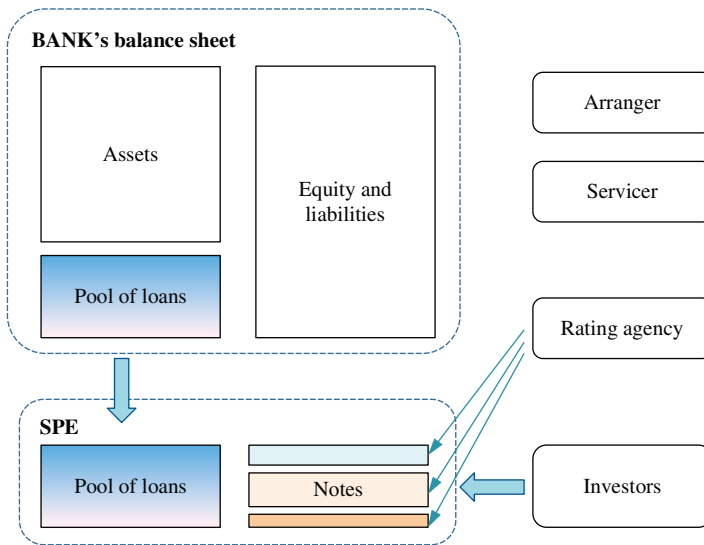 BANK's balance sheet
Assets
Equity and
liabilities
Pool of loans
Arranger
Servicer
Rating agency
SPE
Pool of loans
Notes
Investors